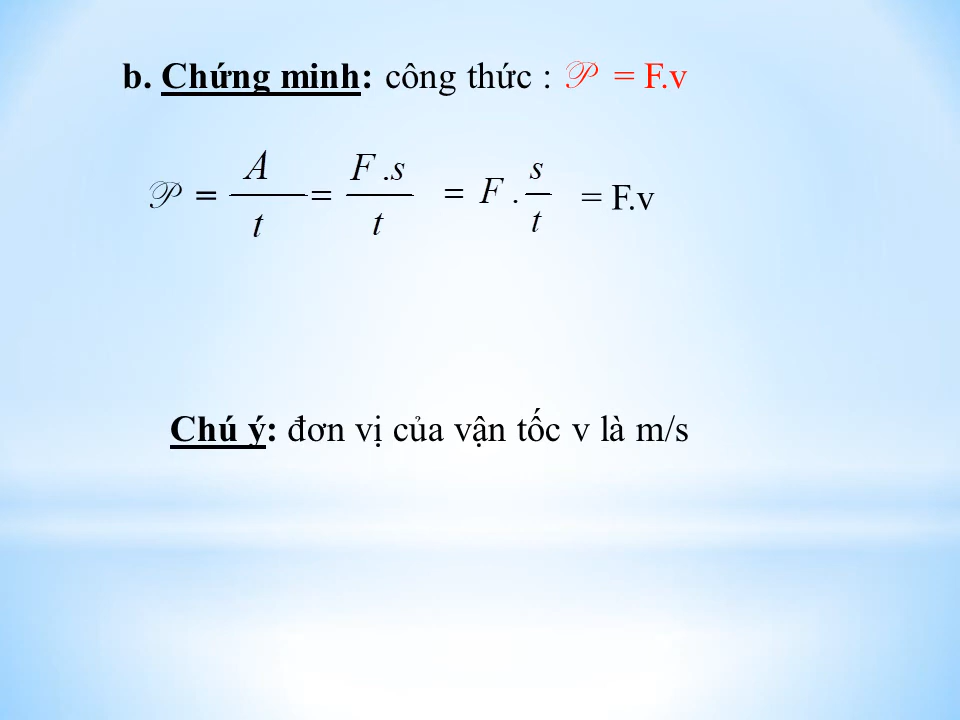 b. Chứng minh: công thức : 𝒫 = F.v
𝒫 = A/t = F.s/t = F.s/t = F.v
Chú ý: đơn vị của vận tốc v là m/s